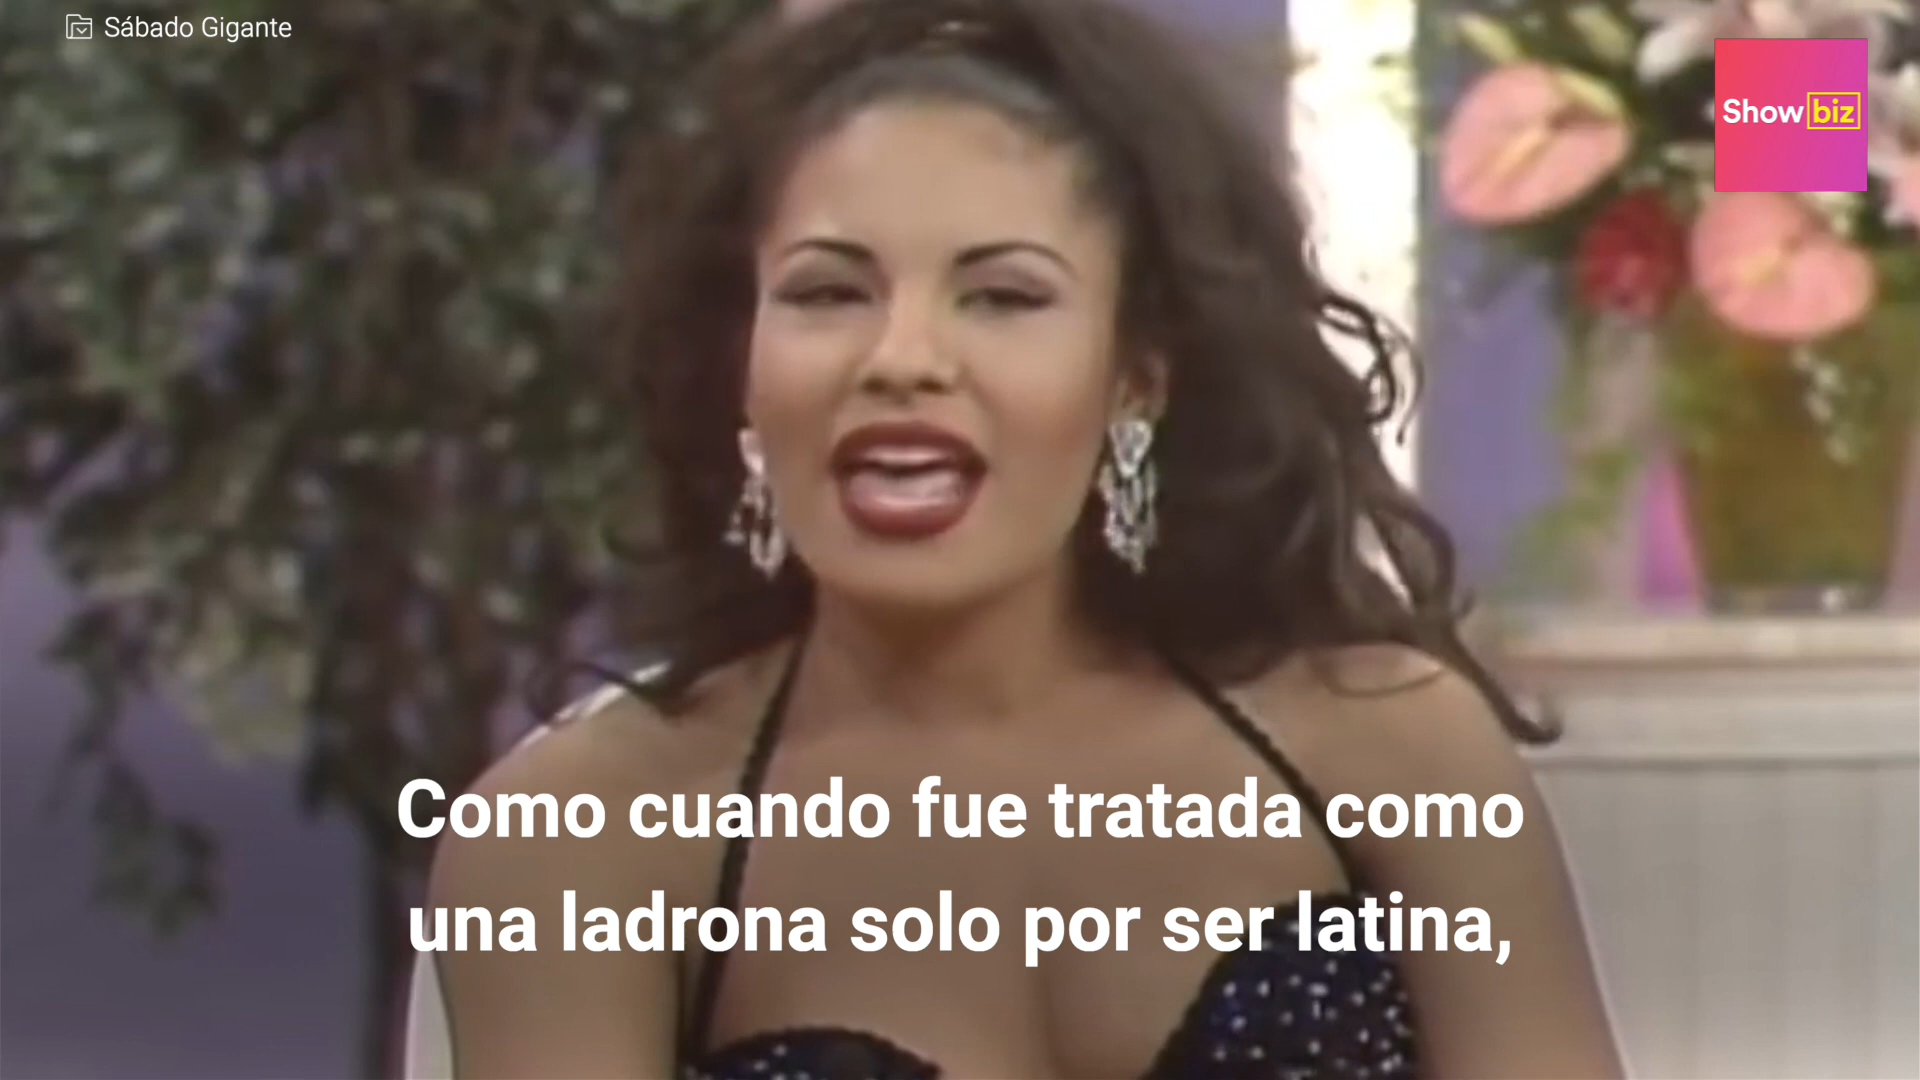 Sábado Gigante
Show biz
Como cuando fue tratada como
una ladrona solo por ser latina,